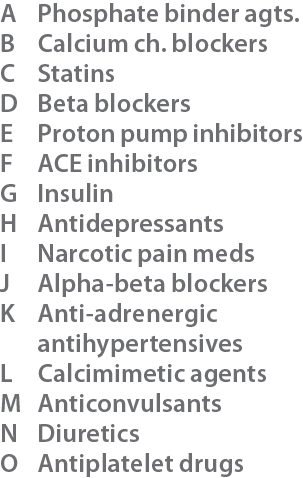 A Phosphate binder agts.
B Calcium ch. blockers
C Statins
D Beta blockers
E Proton pump inhibitors
F ACE inhibitors
G Insulin
H Antidepressants
I Narcotic pain meds
J Alpha-beta blockers
K Anti-adrenergic
antihypertensives
L Calcimimetic agents
M Anticonvulsants
N Diuretics
O Antiplatelet drugs